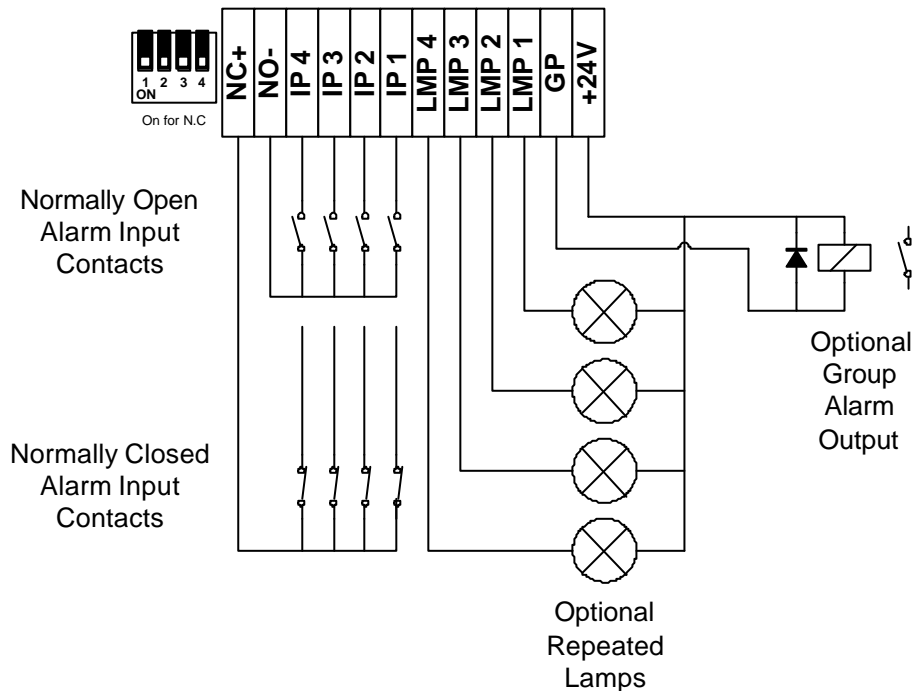 1 2 3 4
ON
On for N.C
NC+
NO-
IP 4
IP 3
IP 2
IP 1
LMP 4
LMP 3
LMP 2
LMP 1
GP
+24V
Normally Open
Alarm Input
Contacts
Normally Closed
Alarm Input
Contacts
Optional
Group
Alarm
Output
Optional
Repeated
Lamps